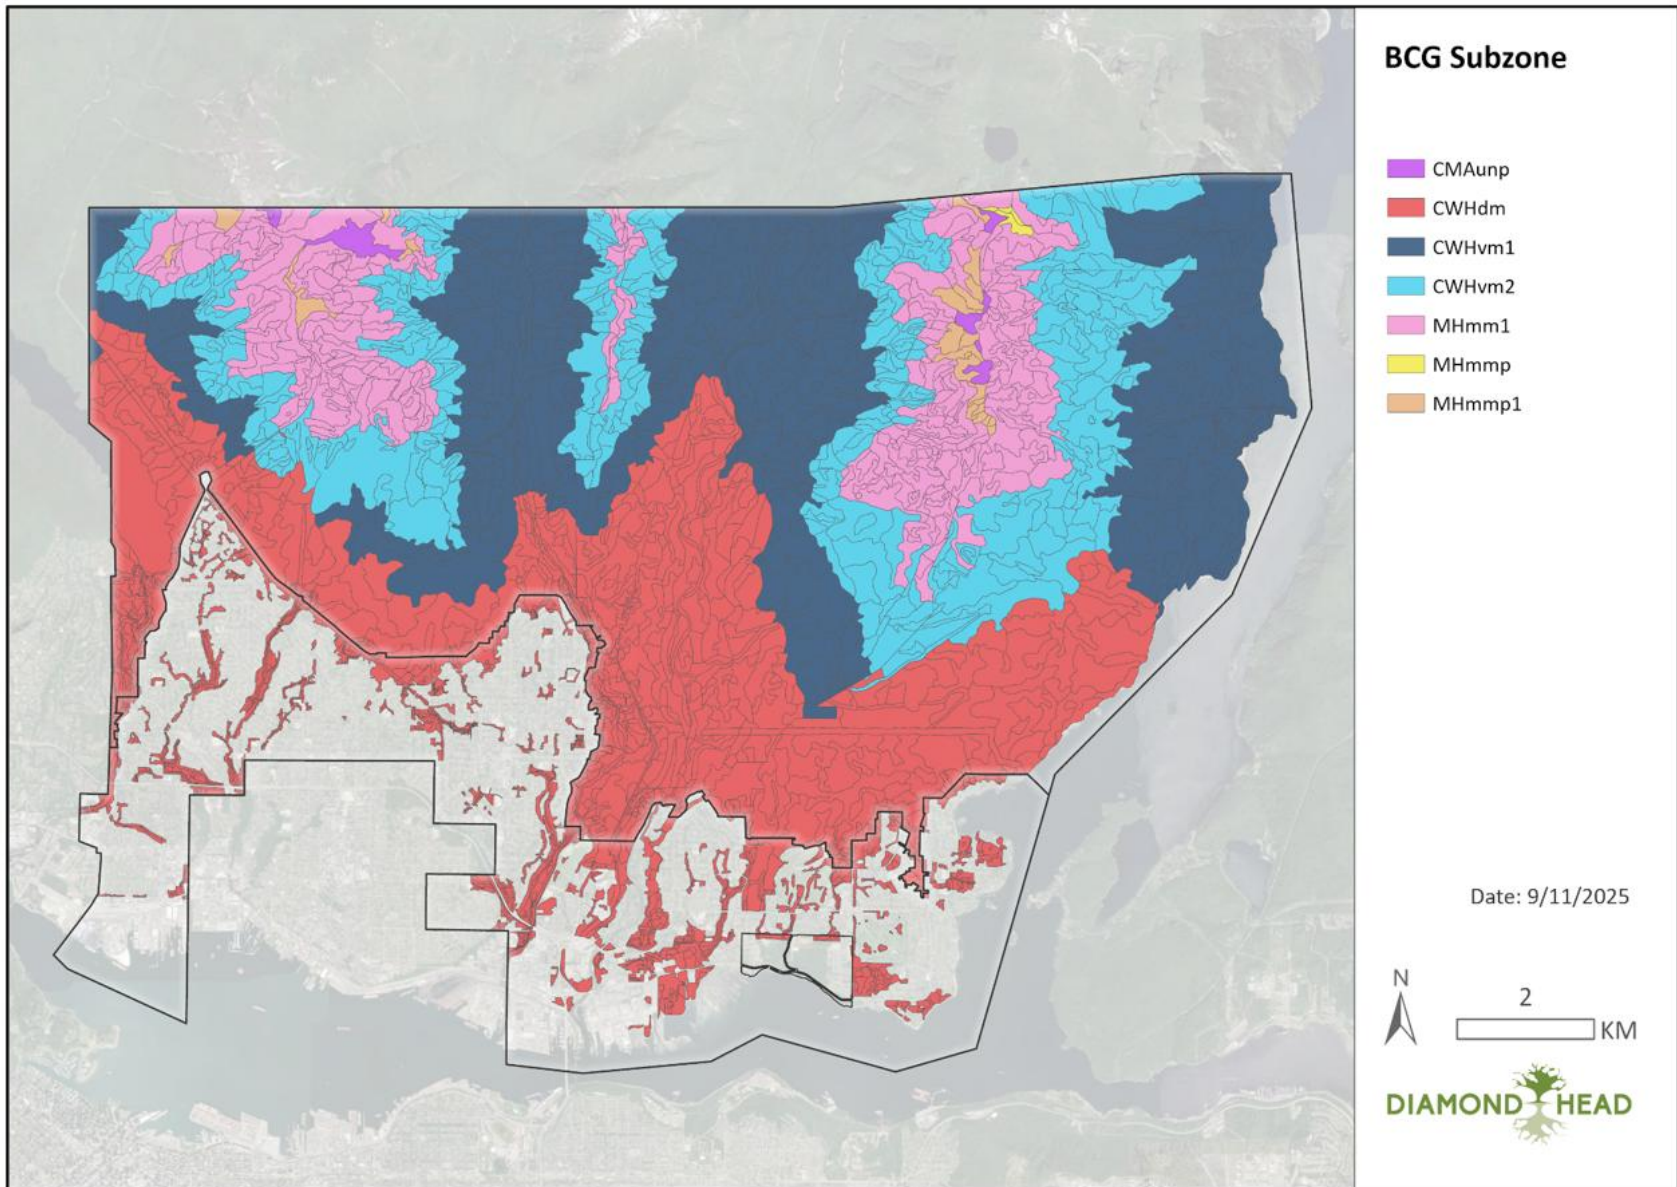 BCG Subzone
CMAunp
CWHdm
CWHvm1
CWHvm2
MHmm1
MHmmp
MHmmp1
Date: 9/11/2025
N
2
KM
DIAMOND HEAD